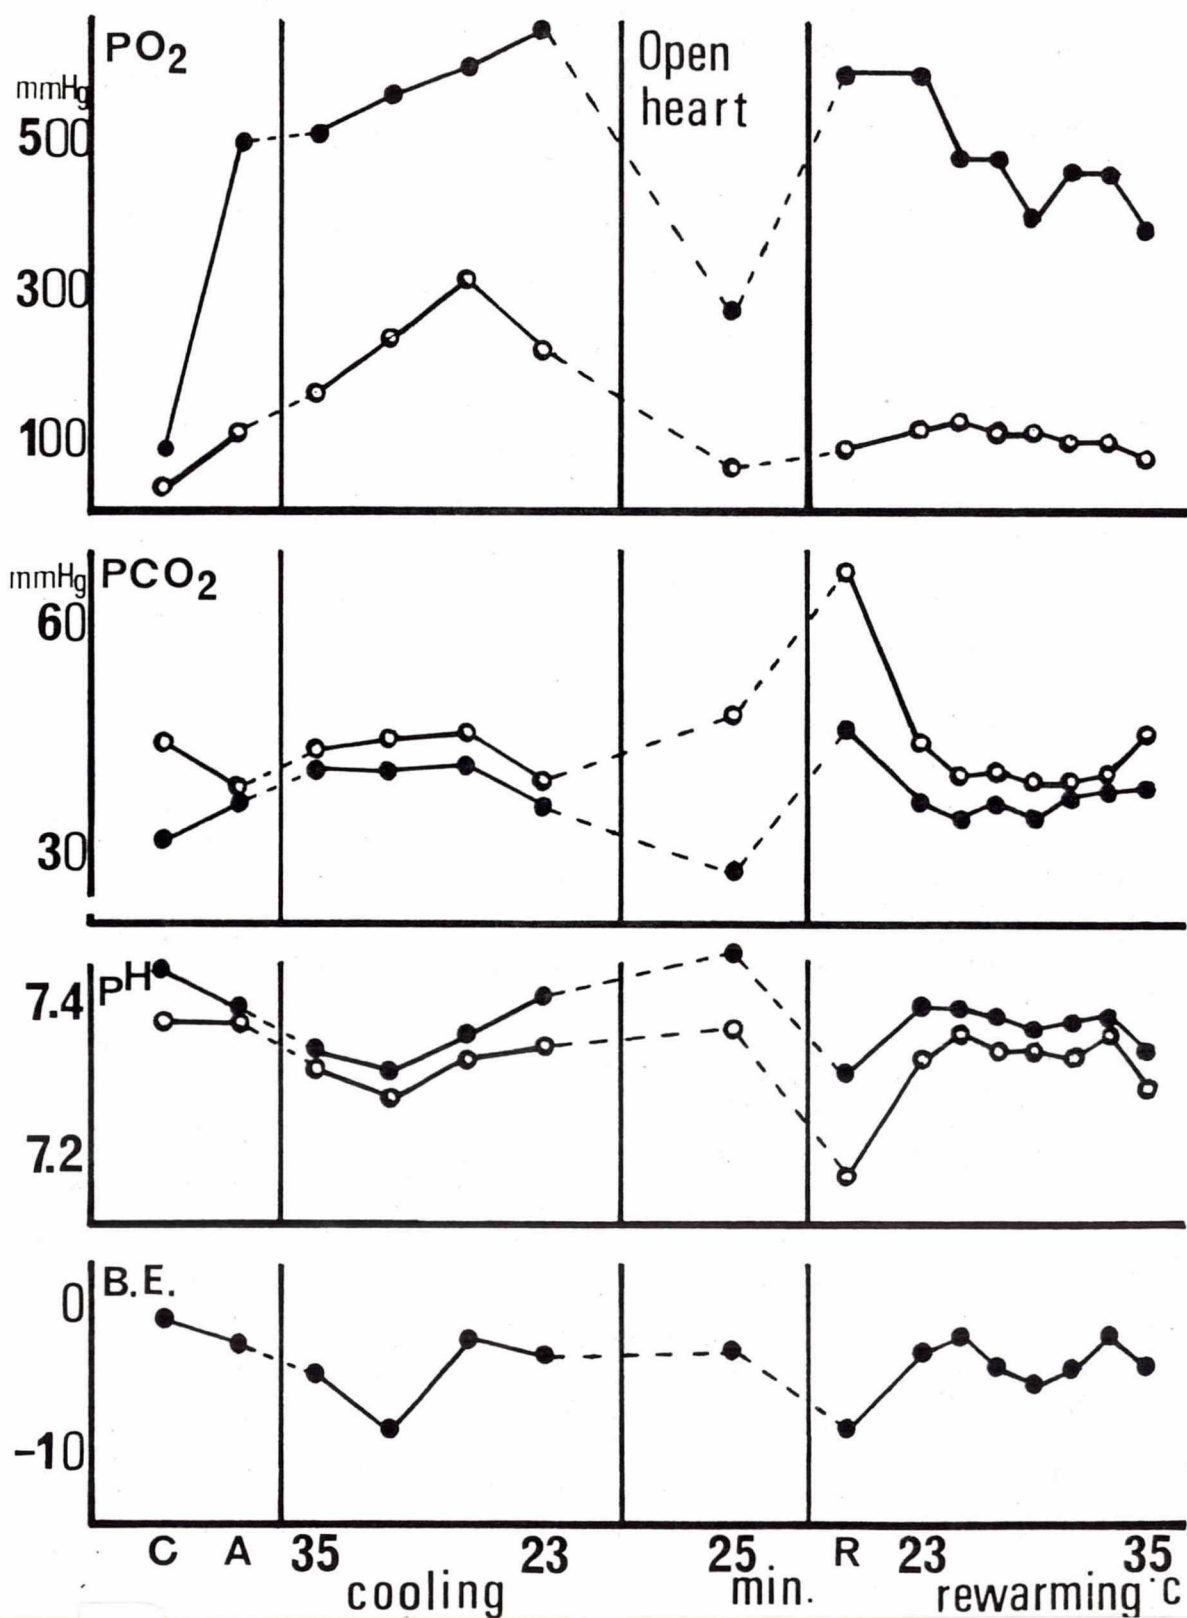 PO2
Open
heart
mmHg
500
300
100
mmHg
PCO2
60
30
PH
7.4
7.2
B.E.
0
-10
C A 35 23 25 R 23 35
cooling min. rewarming °C